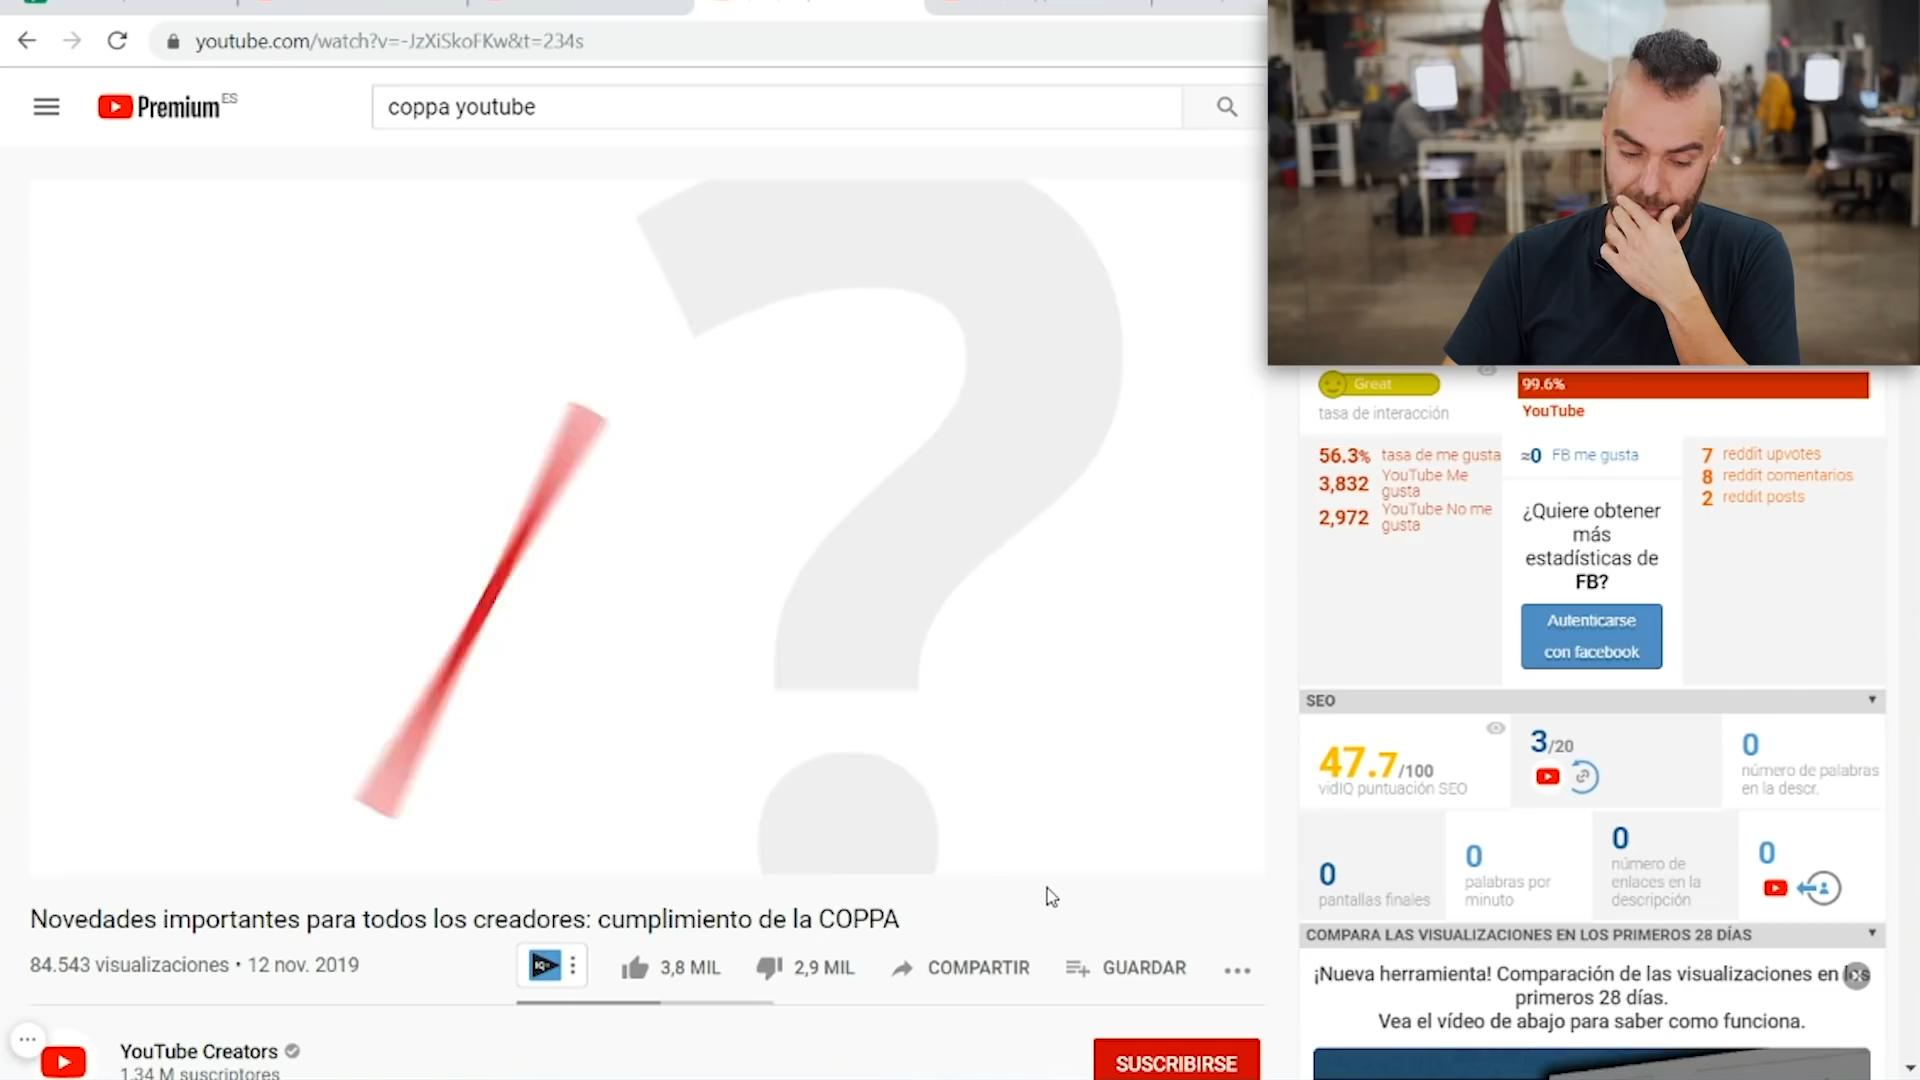 youtube.com/watch?v=-JzXiSkoFKw&t=234s
Premium ES
coppa youtube
Great
tasa de interacción
99.6%
YouTube
56.3% tasa de me gusta
3,832 YouTube Me
gusta
2,972 YouTube No me
gusta
≈0 FB me gusta
7 reddit upvotes
8 reddit comentarios
2 reddit posts
¿Quiere obtener
más
estadísticas de
FB?
Autenticarse
con facebook
SEO
47.7/100
vidIQ puntuación SEO
3/20
0
número de palabras
en la descr.
0
pantallas finales
0
palabras por
minuto
0
número de
enlaces en la
descripción
0
COMPARA LAS VISUALIZACIONES EN LOS PRIMEROS 28 DÍAS
¡Nueva herramienta! Comparación de las visualizaciones en los
primeros 28 días.
Vea el vídeo de abajo para saber como funciona.
?
Novedades importantes para todos los creadores: cumplimiento de la COPPA
84.543 visualizaciones • 12 nov. 2019
IQ
3,8 MIL
2,9 MIL
COMPARTIR
GUARDAR
YouTube Creators
1,34 M suscriptores
SUSCRIBIRSE